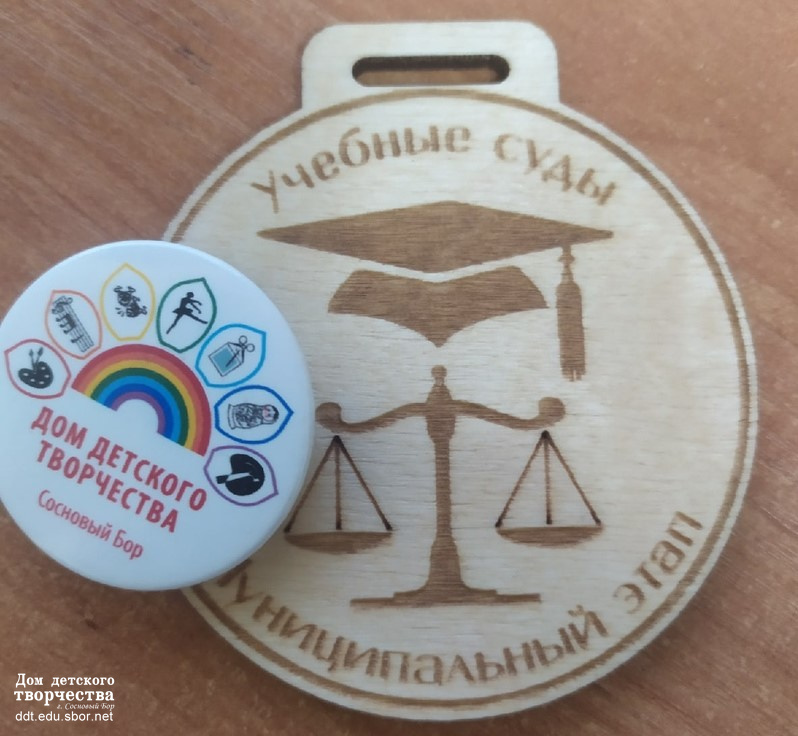 Учебные суды
ДОМ ДЕТСКОГО
ТВОРЧЕСТВА
Сосновый Бор
муниципальный этап
Дом детского
творчества
г. Сосновый Бор
ddt.edu.sbor.net